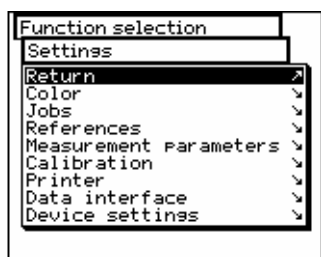 Function selection
Settings
Return
Color
Jobs
References
Measurement parameters
Calibration
Printer
Data interface
Device settings